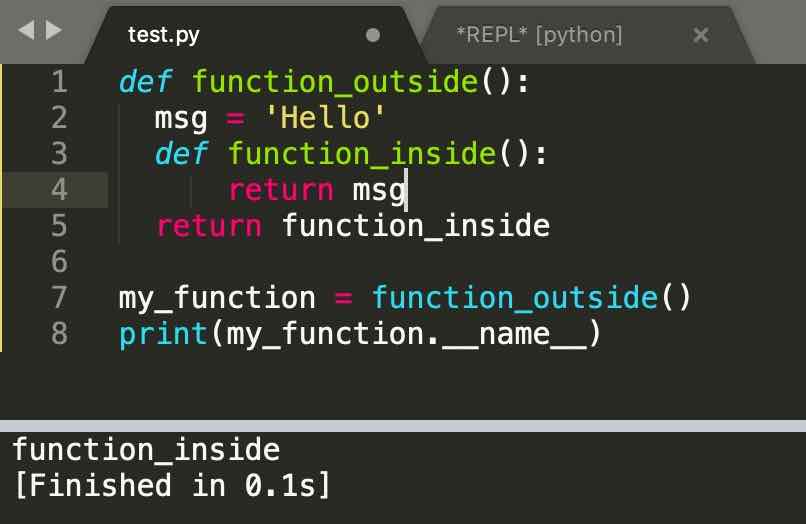 test.py
*REPL* [python]
1 def function_outside():
2   msg = 'Hello'
3   def function_inside():
4       return msg
5   return function_inside
6
7 my_function = function_outside()
8 print(my_function.__name__)
function_inside
[Finished in 0.1s]